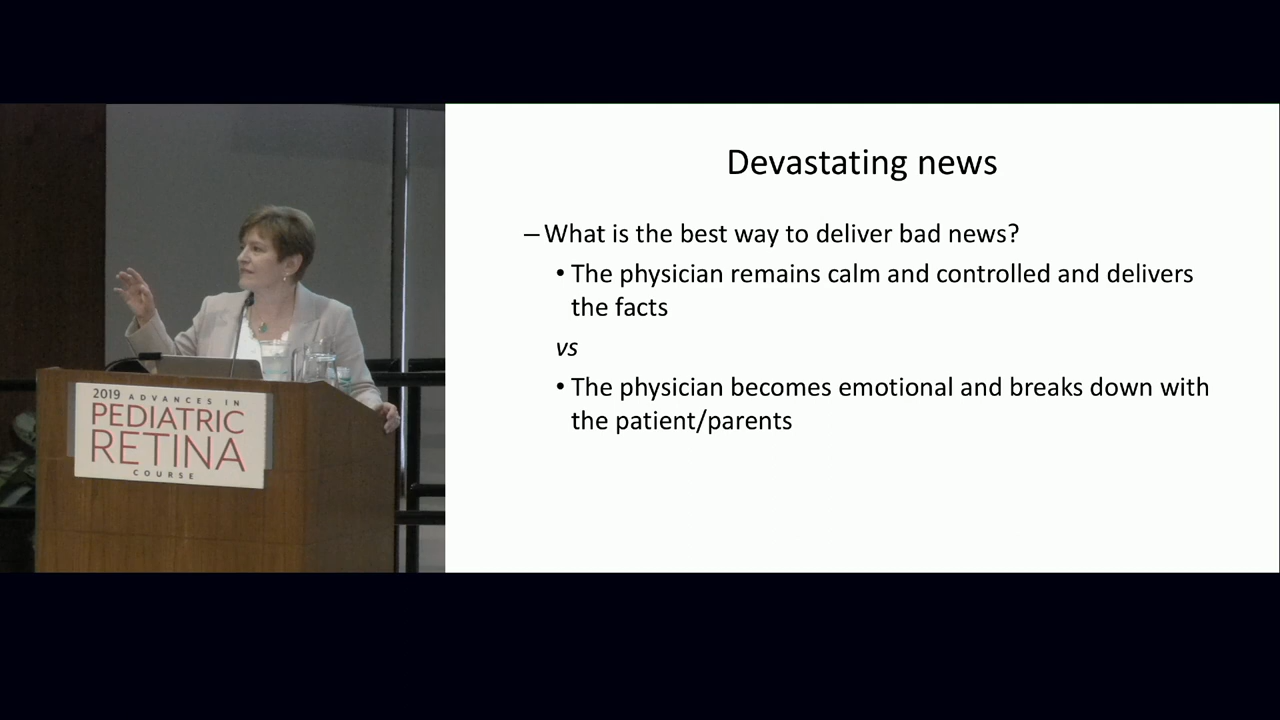 2019 ADVANCES IN
PEDIATRIC
RETINA
COURSE
Devastating news
– What is the best way to deliver bad news?
• The physician remains calm and controlled and delivers
the facts
vs
• The physician becomes emotional and breaks down with
the patient/parents